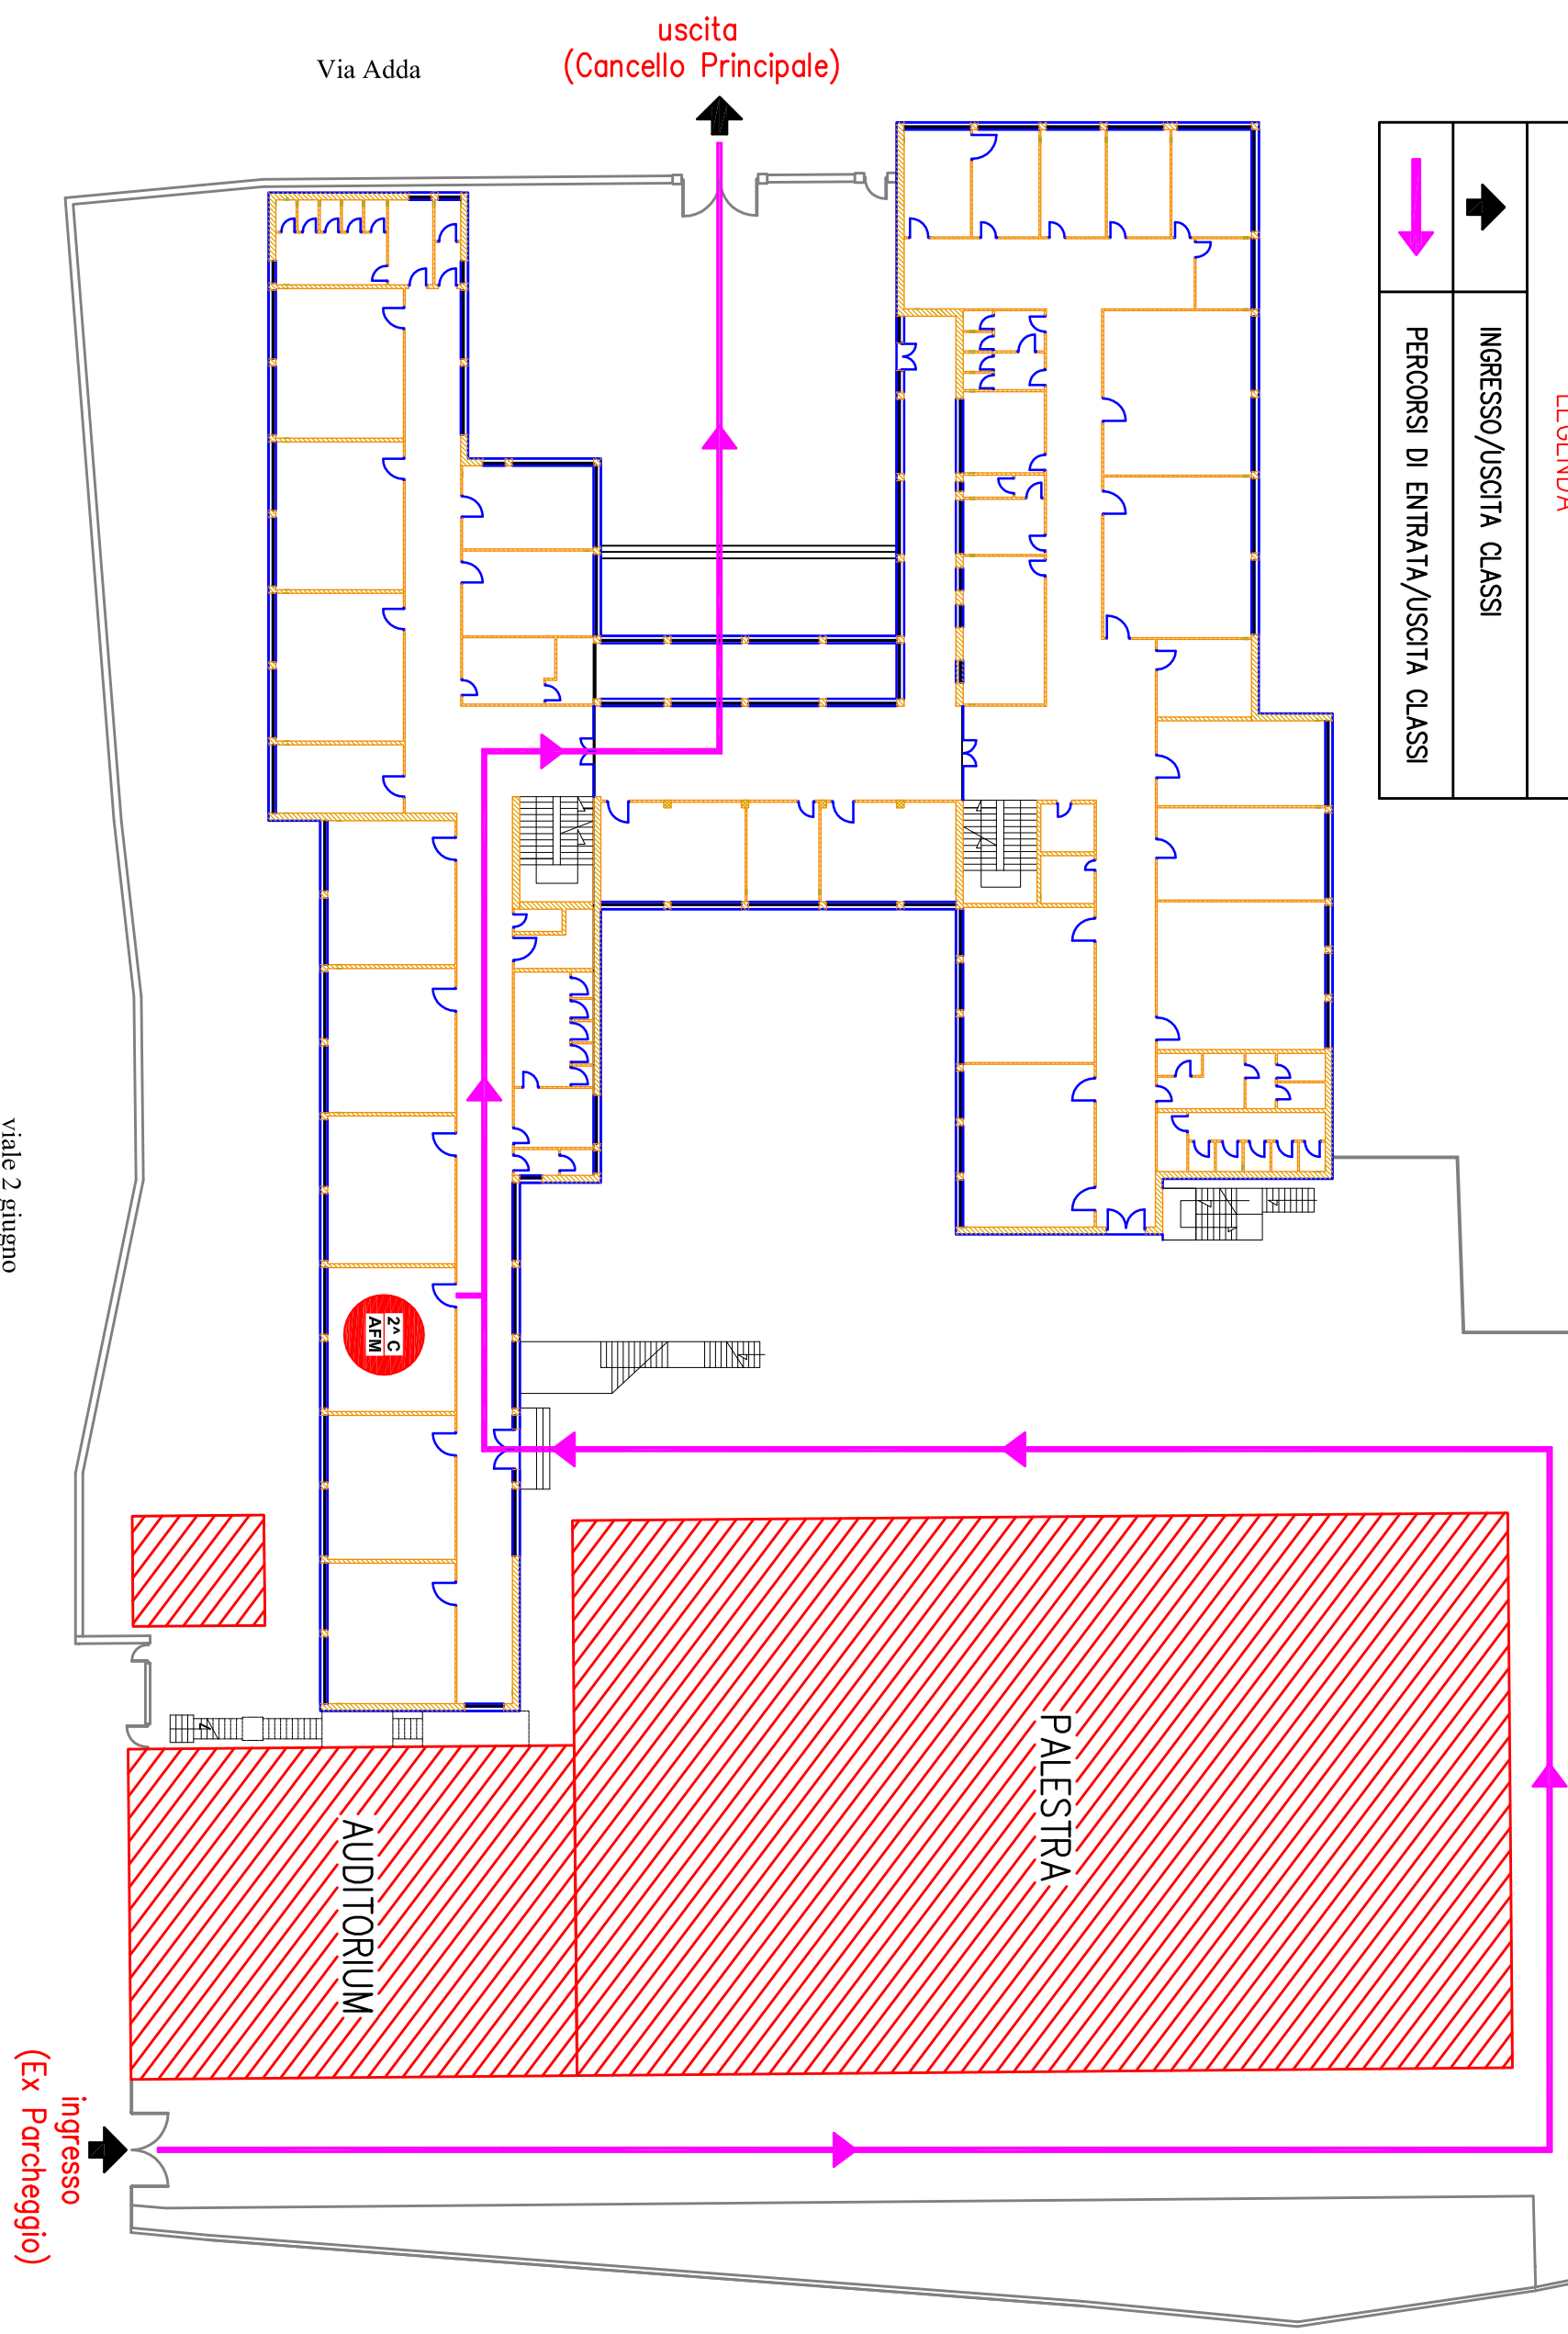 uscita
(Cancello Principale)
Via Adda
LEGENDA
INGRESSO/USCITA CLASSI
PERCORSI DI ENTRATA/USCITA CLASSI
viale 2 giugno
2^ C
AFM
PALESTRA
AUDITORIUM
ingresso
(Ex Parcheggio)